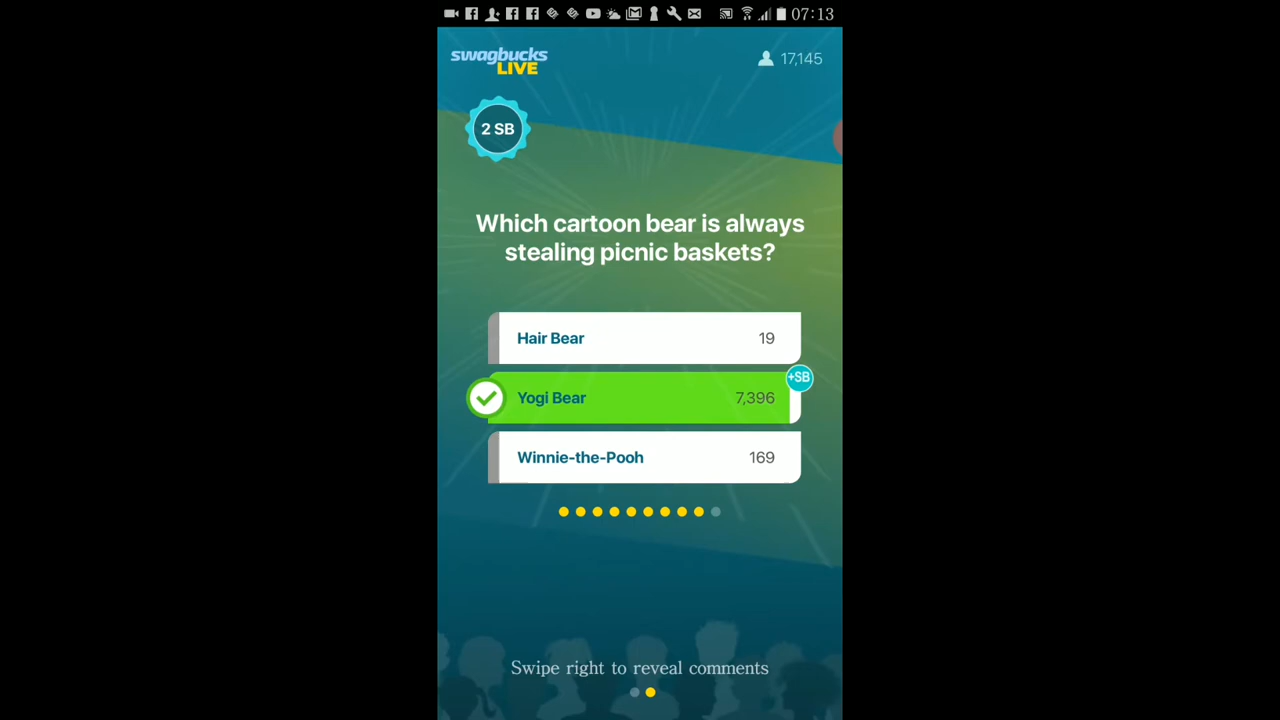 07:13
swagbucks
LIVE
17,145
2 SB
Which cartoon bear is always
stealing picnic baskets?
Hair Bear 19
+SB
Yogi Bear 7,396
Winnie-the-Pooh 169
Swipe right to reveal comments